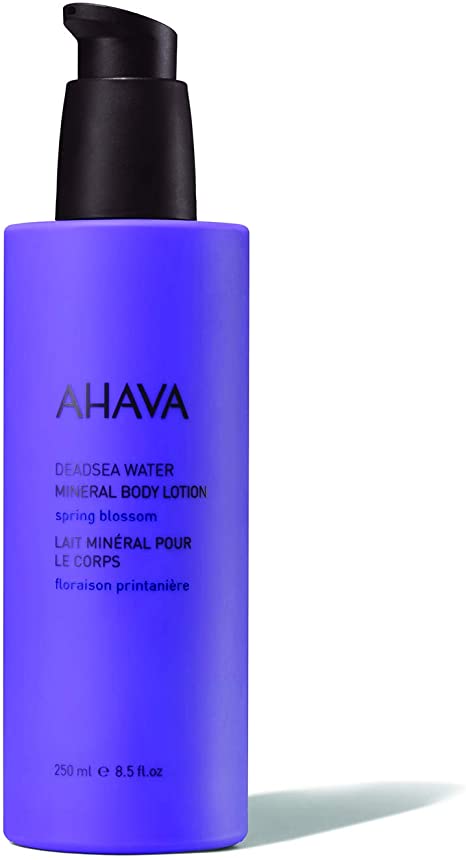 AHAVA
DEADSEA WATER
MINERAL BODY LOTION
spring blossom
LAIT MINÉRAL POUR
LE CORPS
floraison printanière
250 ml e 8.5 fl.oz